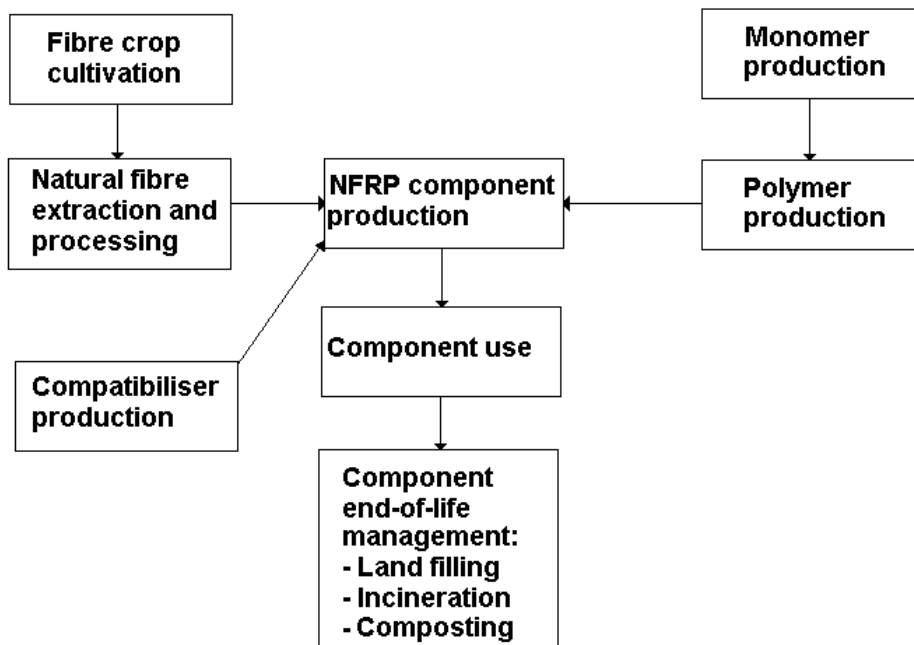 Fibre crop
cultivation
Monomer
production
Natural fibre
extraction and
processing
NFRP component
production
Polymer
production
Component use
Compatibiliser
production
Component
end-of-life
management:
- Land filling
- Incineration
- Composting